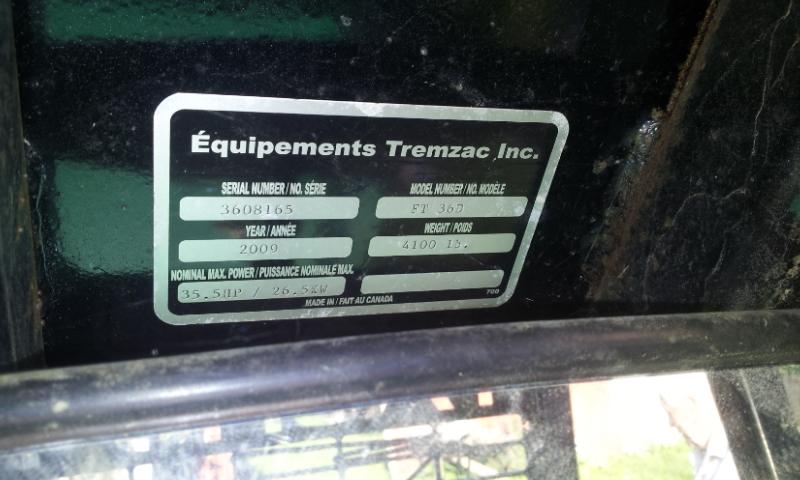 Équipements Tremzac Inc.
SERIAL NUMBER / NO. SÉRIE
3608165
MODEL NUMBER / NO. MODÈLE
FT 36D
YEAR / ANNÉE
2009
WEIGHT / POIDS
4100 lb.
NOMINAL MAX. POWER / PUISSANCE NOMINALE MAX.
35.5HP / 26.5KW
700
MADE IN / FAIT AU CANADA